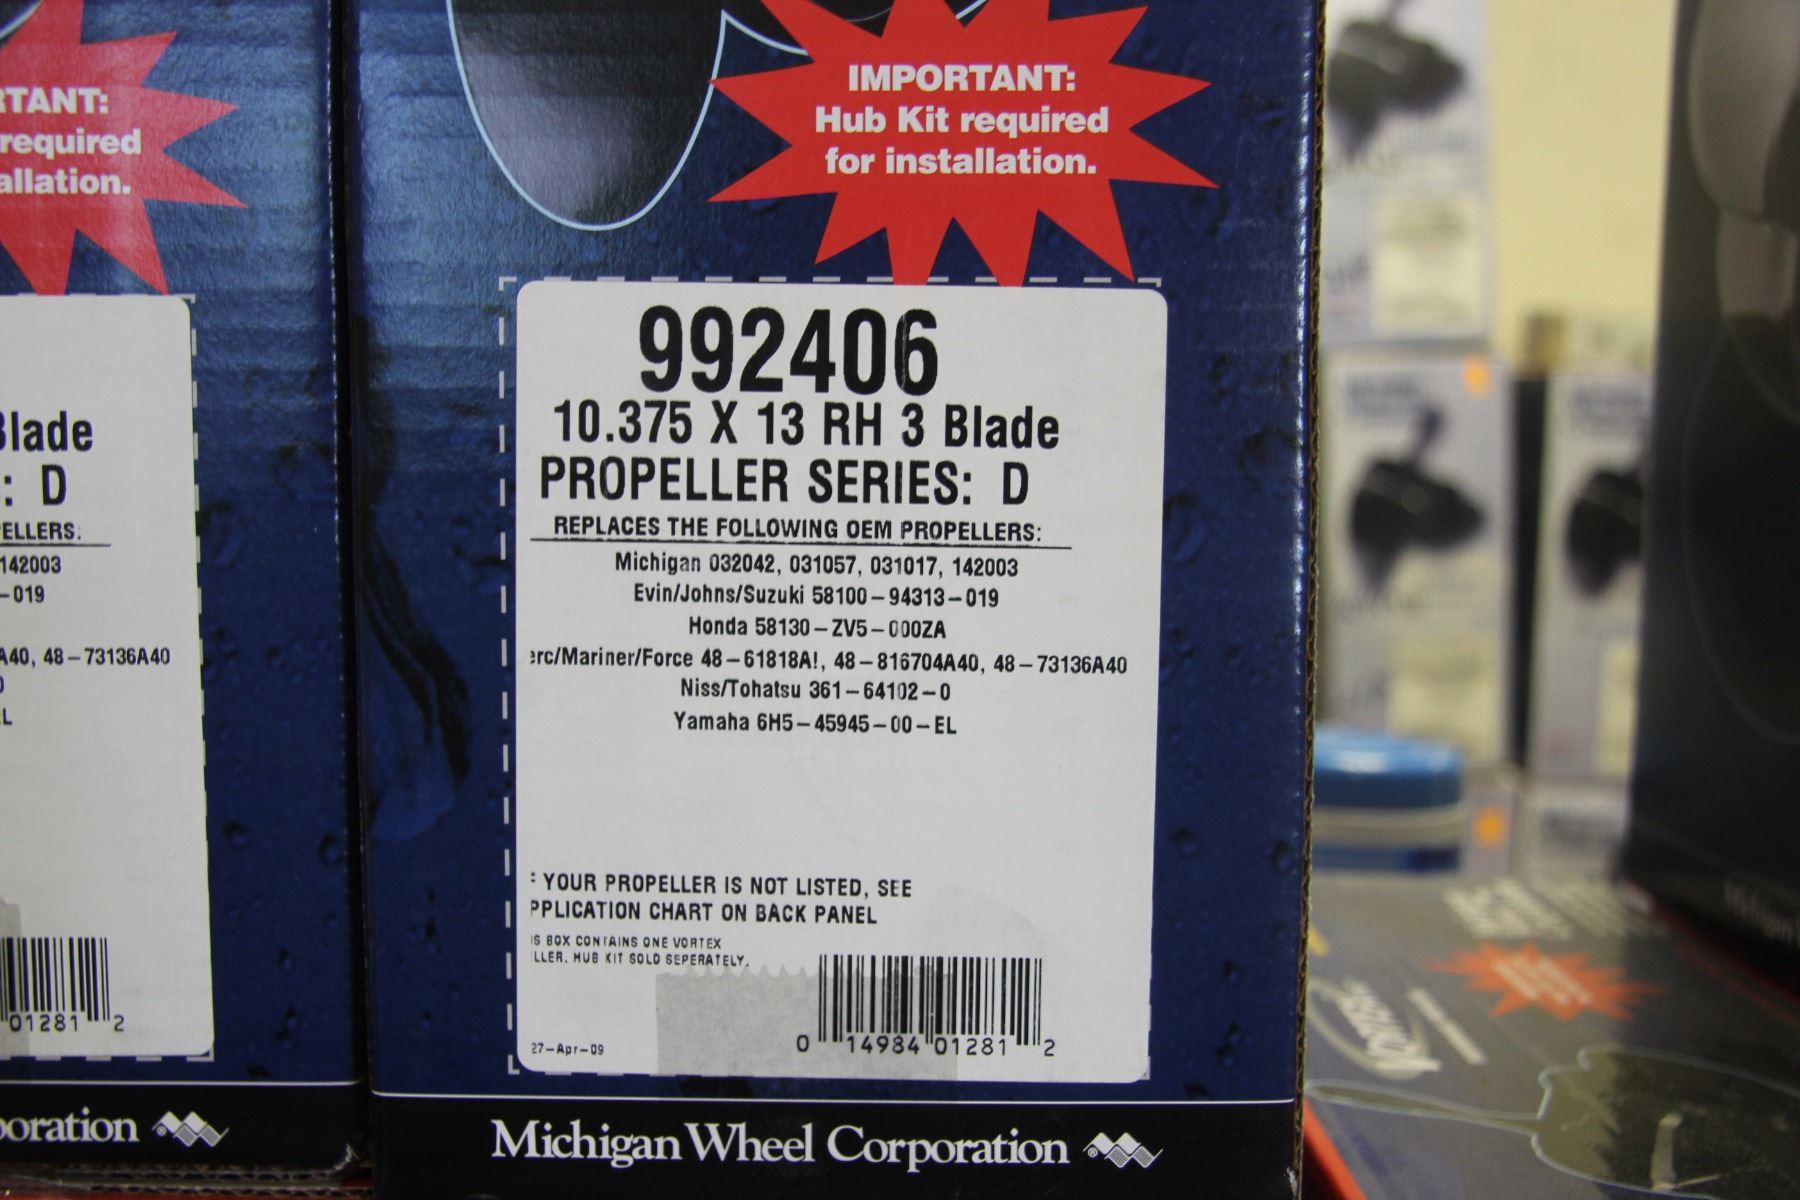 RTANT:
required
allation.
Blade
: D
ELLERS:
142003
–019
A40, 48–73136A40
L
01281 2
poration
IMPORTANT:
Hub Kit required
for installation.
992406
10.375 X 13 RH 3 Blade
PROPELLER SERIES: D
REPLACES THE FOLLOWING OEM PROPELLERS:
Michigan 032042, 031057, 031017, 142003
Evin/Johns/Suzuki 58100–94313–019
Honda 58130–ZV5–000ZA
erc/Mariner/Force 48–61818A!, 48–816704A40, 48–73136A40
Niss/Tohatsu 361–64102–0
Yamaha 6H5–45945–00–EL
YOUR PROPELLER IS NOT LISTED, SEE
PPLICATION CHART ON BACK PANEL
IS BOX CONTAINS ONE VORTEX
LLER. HUB KIT SOLD SEPERATELY.
27–Apr–09
0 14984 01281 2
Michigan Wheel Corporation ®